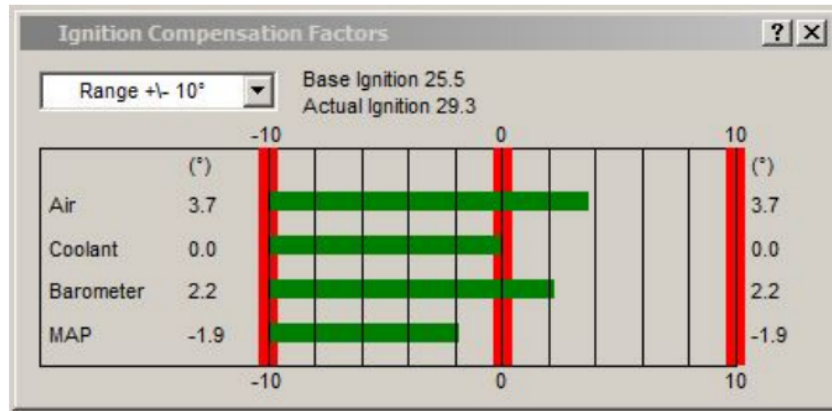 Ignition Compensation Factors
? X
Range +\- 10°
Base Ignition 25.5
Actual Ignition 29.3
-10 0 10
(°) (°)
Air 3.7 3.7
Coolant 0.0 0.0
Barometer 2.2 2.2
MAP -1.9 -1.9
-10 0 10